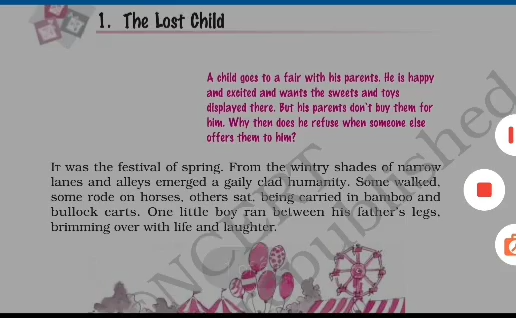 1. The Lost Child
A child goes to a fair with his parents. He is happy
and excited and wants the sweets and toys
displayed there. But his parents don't buy them for
him. Why then does he refuse when someone else
offers them to him?
IT was the festival of spring. From the wintry shades of narrow
lanes and alleys emerged a gaily clad humanity. Some walked,
some rode on horses, others sat, being carried in bamboo and
bullock carts. One little boy ran between his father's legs,
brimming over with life and laughter.
NCERT
published